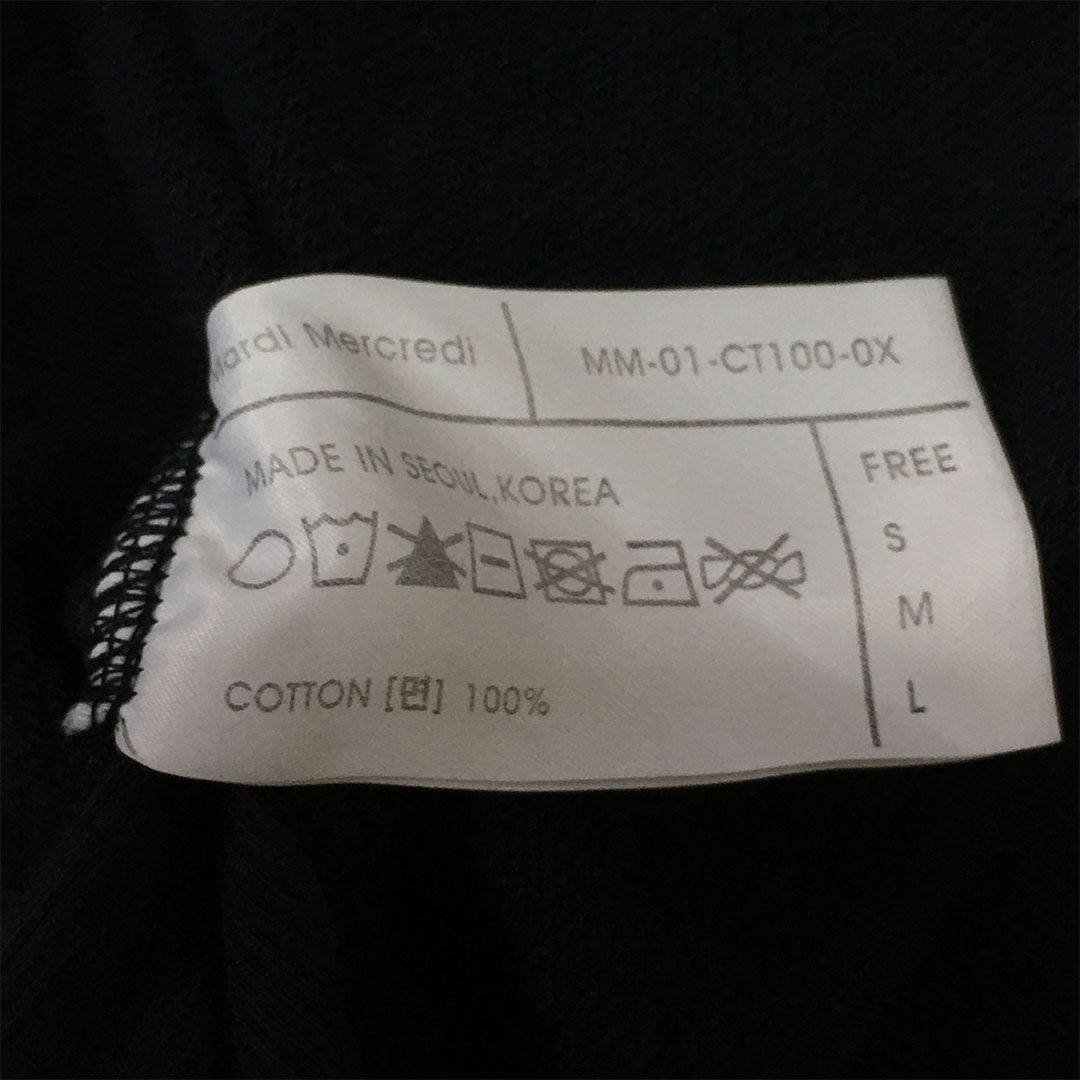 Mardi Mercredi
MM-01-CT100-0X
MADE IN SEOUL,KOREA
COTTON [면] 100%
FREE
S
M
L